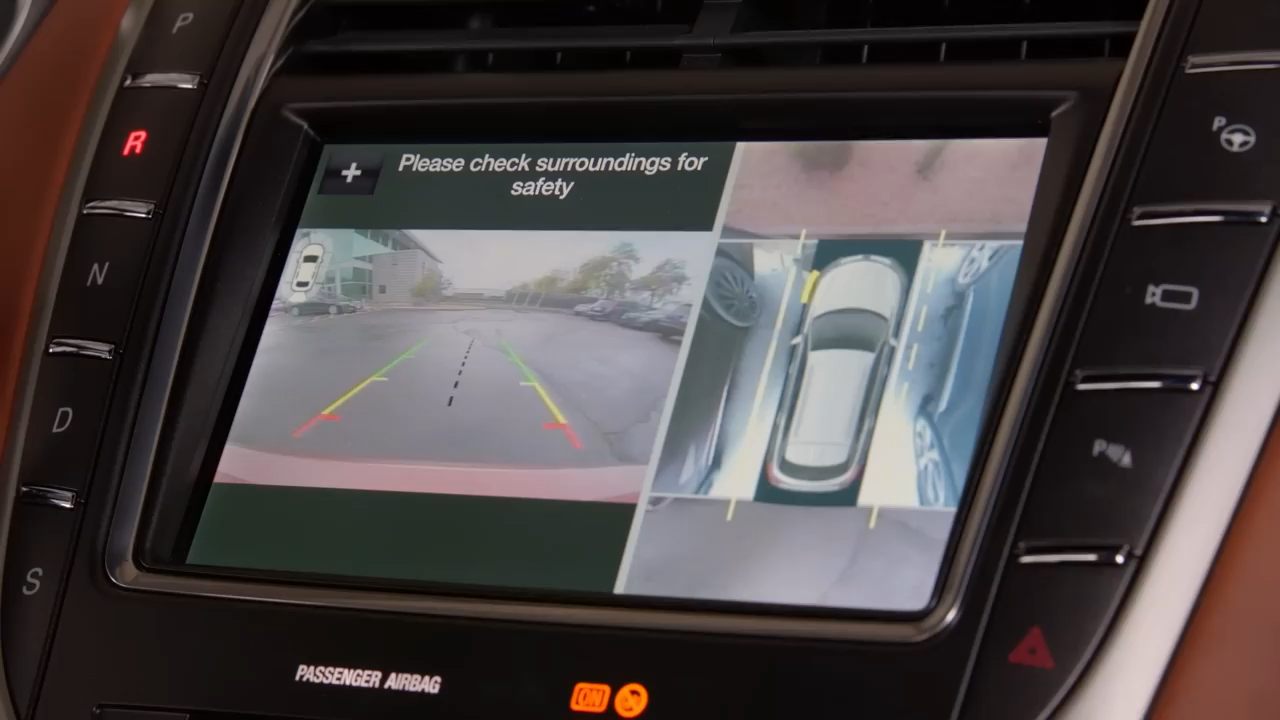 P
R
N
D
S
+
Please check surroundings for
safety
P
P
PASSENGER AIRBAG
ON